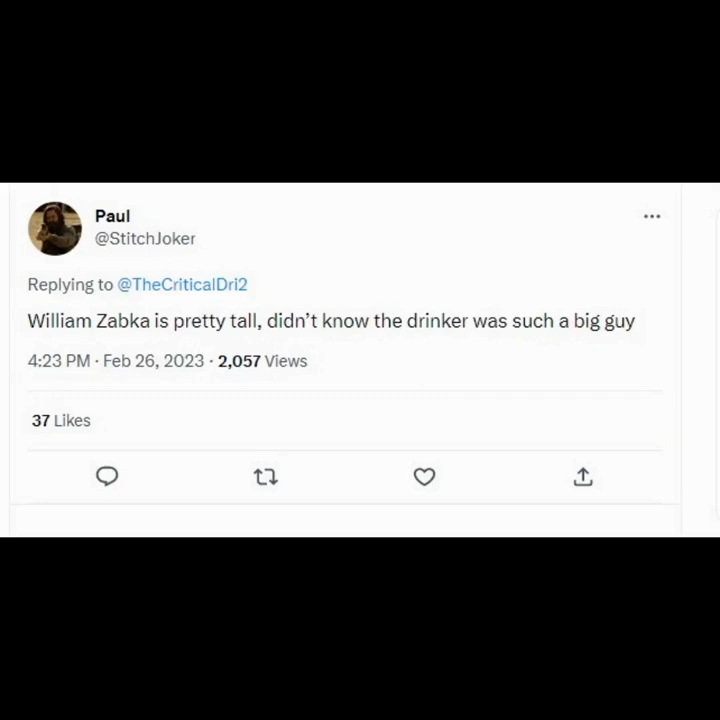 Paul
@StitchJoker
Replying to @TheCriticalDri2
William Zabka is pretty tall, didn’t know the drinker was such a big guy
4:23 PM · Feb 26, 2023 · 2,057 Views
37 Likes